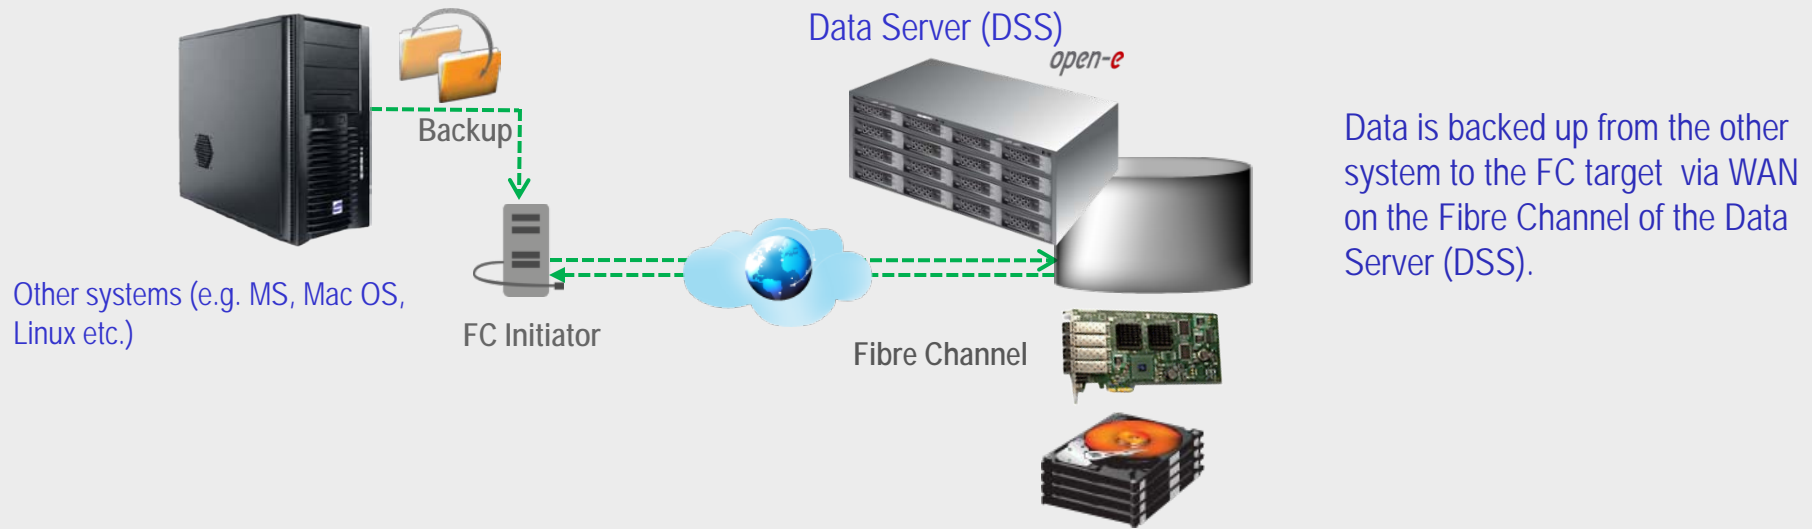 Data Server (DSS)
open-e
Backup
Other systems (e.g. MS, Mac OS,
Linux etc.)
FC Initiator
Fibre Channel
Data is backed up from the other
system to the FC target  via WAN
on the Fibre Channel of the Data
Server (DSS).